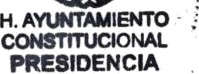 H. AYUNTAMIENTO
CONSTITUCIONAL
PRESIDENCIA